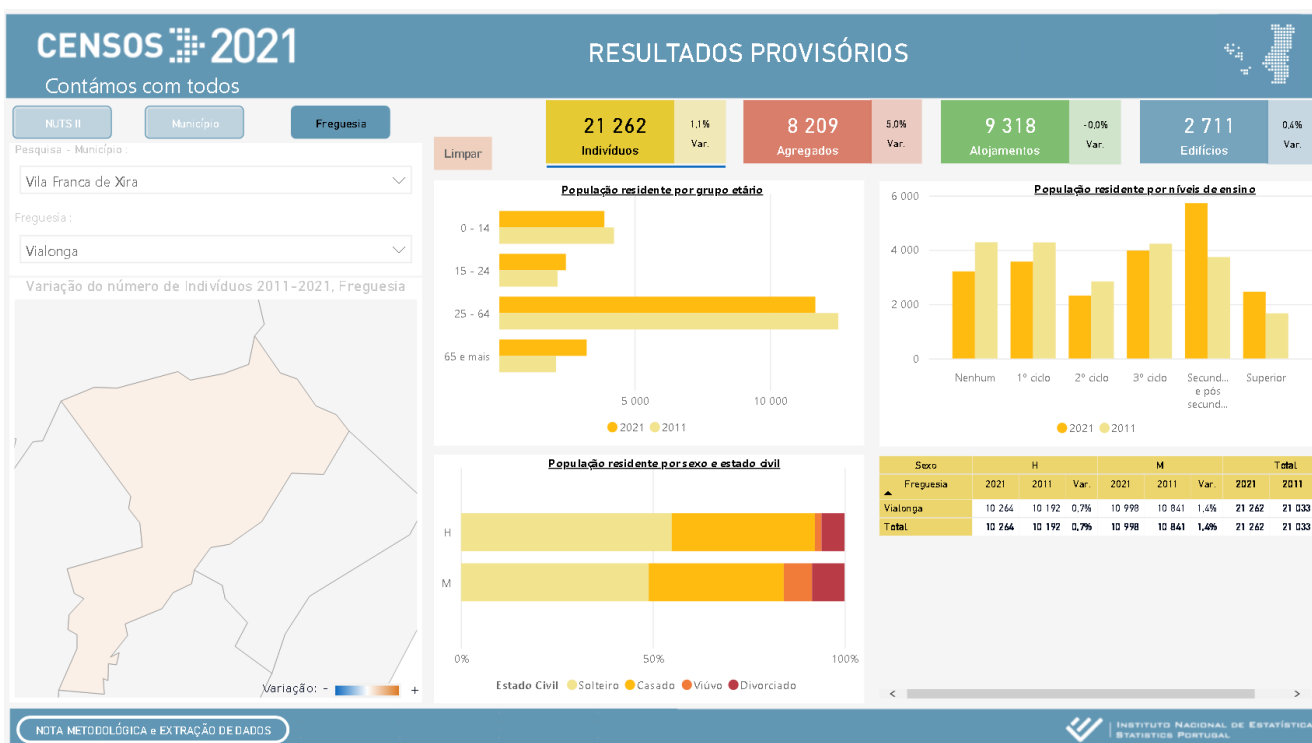 CENSOS 2021
Contámos com todos
RESULTADOS PROVISÓRIOS
NUTS II
Município
Freguesia
Pesquisa - Município :
Vila Franca de Xira
Freguesia :
Vialonga
Limpar
21 262
Indivíduos
1,1%
Var.
8 209
Agregados
5,0%
Var.
9 318
Alojamentos
-0,0%
Var.
2 711
Edifícios
0,4%
Var.
Variação do número de Indivíduos 2011-2021, Freguesia
Variação: - +
População residente por grupo etário
0 - 14
15 - 24
25 - 64
65 e mais
5 000 10 000
2021 2011
População residente por níveis de ensino
6 000
4 000
2 000
0
Nenhum 1º ciclo 2º ciclo 3º ciclo Secund... Superior
e pós
secund...
2021 2011
População residente por sexo e estado civil
H
M
0% 50% 100%
Estado Civil Solteiro Casado Viúvo Divorciado
Sexo H M Total
Freguesia 2021 2011 Var. 2021 2011 Var. 2021 2011
Vialonga 10 264 10 192 0,7% 10 998 10 841 1,4% 21 262 21 033
Total 10 264 10 192 0,7% 10 998 10 841 1,4% 21 262 21 033
NOTA METODOLÓGICA e EXTRAÇÃO DE DADOS
INSTITUTO NACIONAL DE ESTATÍSTICA
STATISTICS PORTUGAL